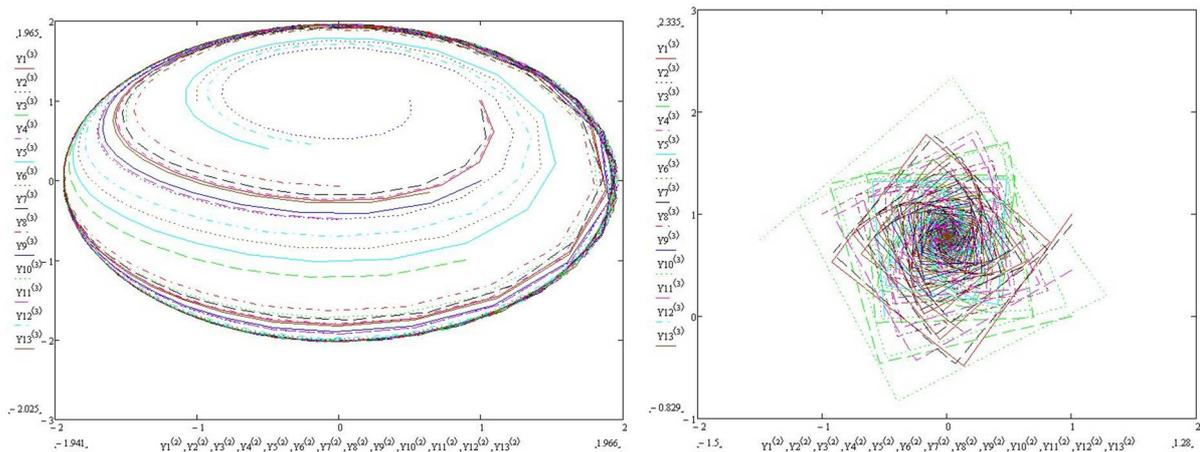 2
1.965
Y1⁽³⁾
Y2⁽³⁾
Y3⁽³⁾
Y4⁽³⁾
Y5⁽³⁾
Y6⁽³⁾
Y7⁽³⁾
Y8⁽³⁾
Y9⁽³⁾
Y10⁽³⁾
Y11⁽³⁾
Y12⁽³⁾
Y13⁽³⁾
1
0
−1
−2
−2.025
−3
−2 −1 0 1 2
−1.941 Y1⁽²⁾,Y2⁽²⁾,Y3⁽²⁾,Y4⁽²⁾,Y5⁽²⁾,Y6⁽²⁾,Y7⁽²⁾,Y8⁽²⁾,Y9⁽²⁾,Y10⁽²⁾,Y11⁽²⁾,Y12⁽²⁾,Y13⁽²⁾ 1.966
3
2.335
Y1⁽³⁾
Y2⁽³⁾
Y3⁽³⁾
Y4⁽³⁾
Y5⁽³⁾
Y6⁽³⁾
Y7⁽³⁾
Y8⁽³⁾
Y9⁽³⁾
Y10⁽³⁾
Y11⁽³⁾
Y12⁽³⁾
Y13⁽³⁾
2
1
0
−0.829
−1
−2 −1 0 1 2
−1.5 Y1⁽²⁾,Y2⁽²⁾,Y3⁽²⁾,Y4⁽²⁾,Y5⁽²⁾,Y6⁽²⁾,Y7⁽²⁾,Y8⁽²⁾,Y9⁽²⁾,Y10⁽²⁾,Y11⁽²⁾,Y12⁽²⁾,Y13⁽²⁾ 1.28